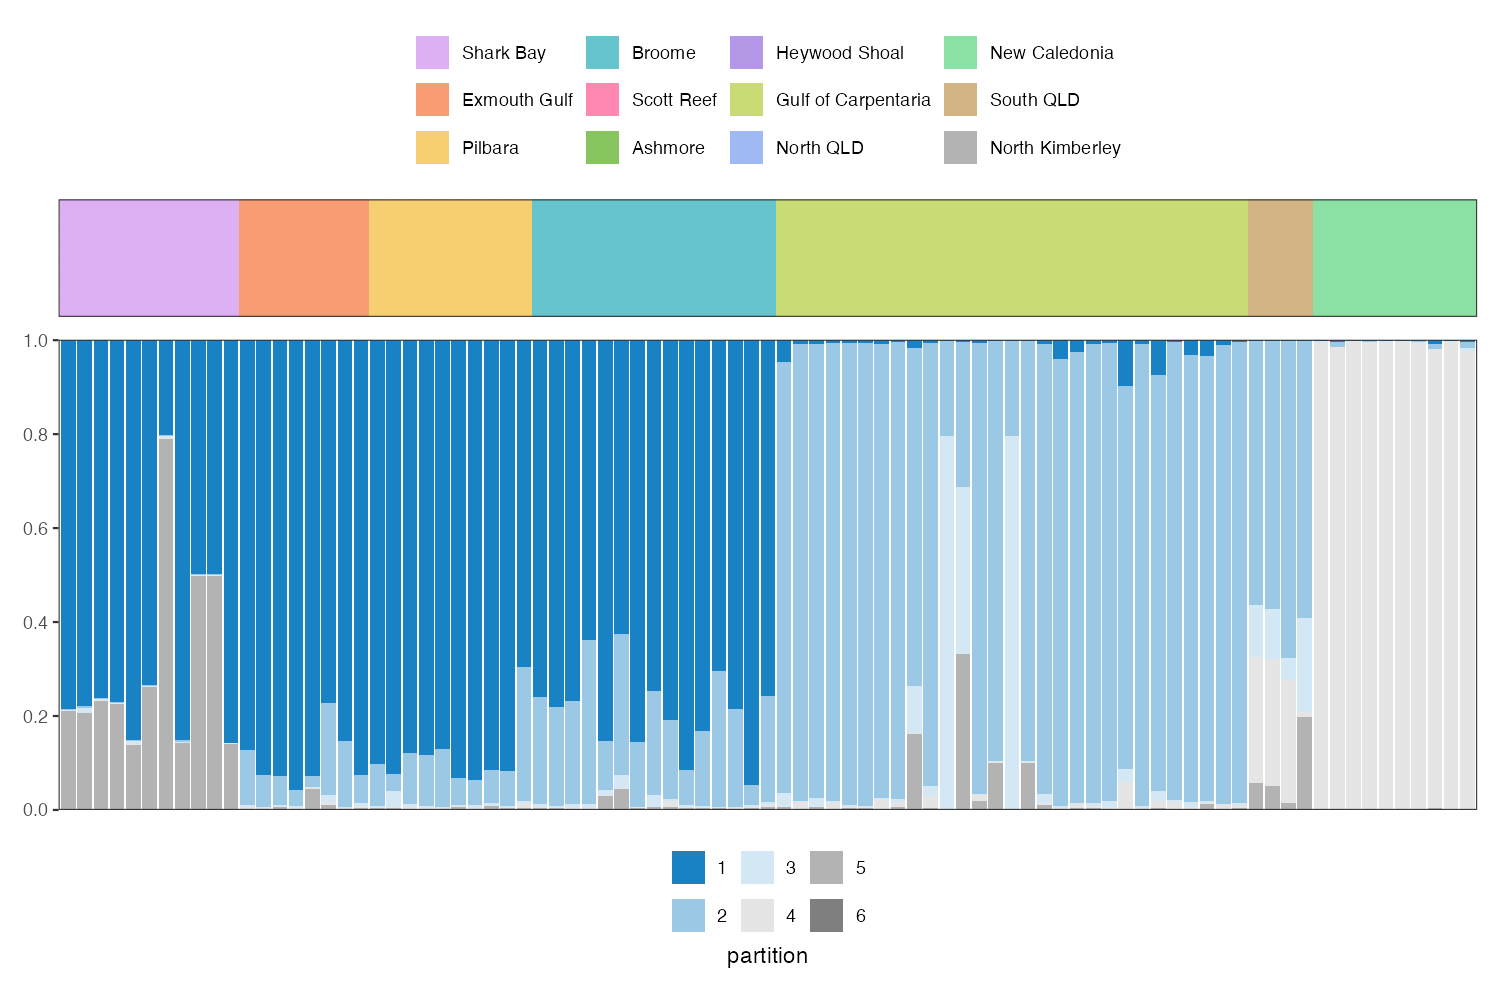 Shark Bay Broome Heywood Shoal New Caledonia
Exmouth Gulf Scott Reef Gulf of Carpentaria South QLD
Pilbara Ashmore North QLD North Kimberley
1.0
0.8
0.6
0.4
0.2
0.0
1 3 5
2 4 6
partition